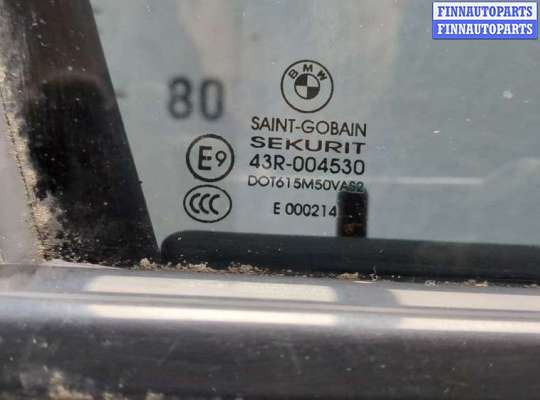 FINNAUTOPARTS
FINNAUTOPARTS
BMW
80
SAINT-GOBAIN
SEKURIT
E9
43R-004530
DOT615M50VAS2
CCC
E 000214